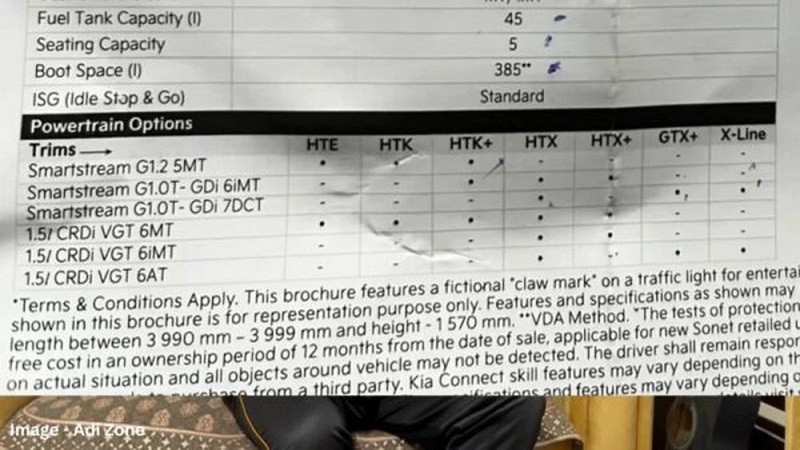 Fuel Tank Capacity (l) 45
Seating Capacity 5
Boot Space (l) 385**
ISG (Idle Stop & Go) Standard
Powertrain Options
Trims → HTE HTK HTK+ HTX HTX+ GTX+ X-Line
Smartstream G1.2 5MT
Smartstream G1.0T- GDi 6iMT
Smartstream G1.0T- GDi 7DCT
1.5l CRDi VGT 6MT
1.5l CRDi VGT 6iMT
1.5l CRDi VGT 6AT
*Terms & Conditions Apply. This brochure features a fictional "claw mark" on a traffic light for
shown in this brochure is for representation purpose only. Features and specifications as shown may
length between 3 990 mm – 3 999 mm and height - 1 570 mm. **VDA Method. *The tests of protection
free cost in an ownership period of 12 months from the date of sale, applicable for new Sonet retailed
on actual situation and all objects around vehicle may not be detected. The driver shall remain
purchase from a third party. Kia Connect skill features may vary depending on
and features may vary depending
Image - Adi Zone